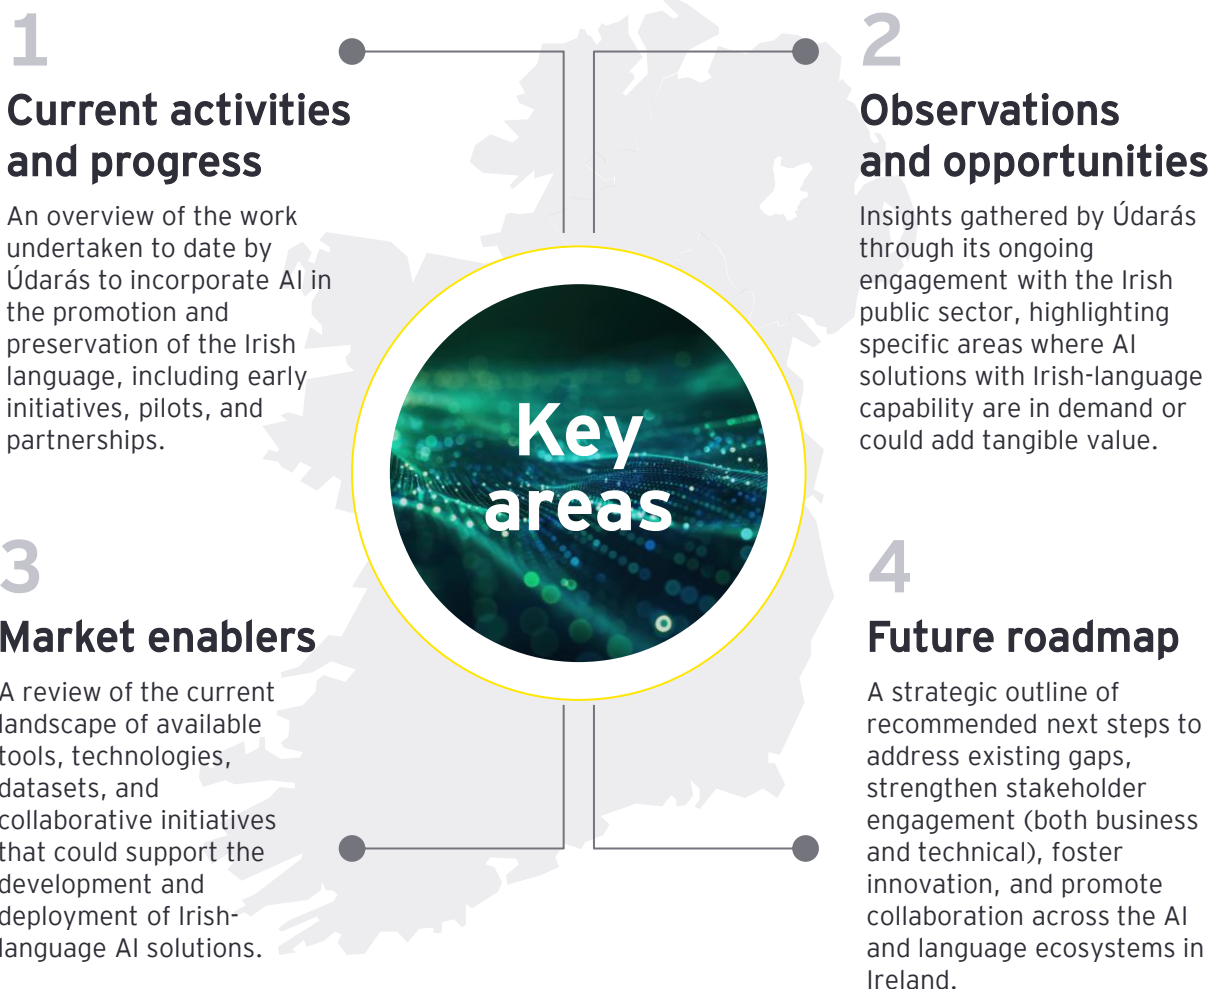 1
Current activities
and progress
An overview of the work
undertaken to date by
Údarás to incorporate AI in
the promotion and
preservation of the Irish
language, including early
initiatives, pilots, and
partnerships.
2
Observations
and opportunities
Insights gathered by Údarás
through its ongoing
engagement with the Irish
public sector, highlighting
specific areas where AI
solutions with Irish-language
capability are in demand or
could add tangible value.
Key
areas
3
Market enablers
A review of the current
landscape of available
tools, technologies,
datasets, and
collaborative initiatives
that could support the
development and
deployment of Irish-
language AI solutions.
4
Future roadmap
A strategic outline of
recommended next steps to
address existing gaps,
strengthen stakeholder
engagement (both business
and technical), foster
innovation, and promote
collaboration across the AI
and language ecosystems in
Ireland.